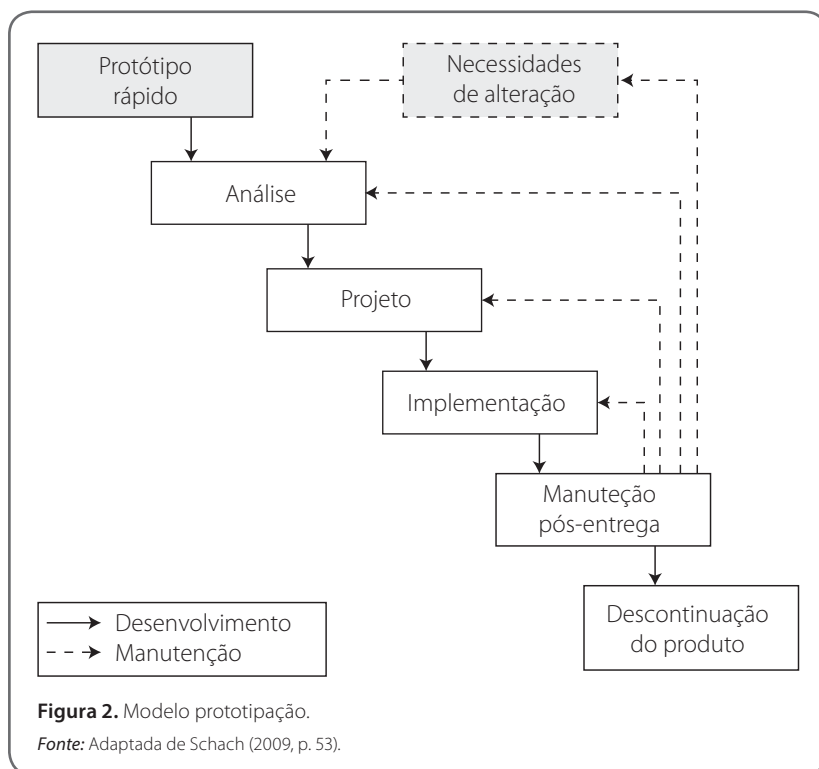 Protótipo
rápido
Necessidades
de alteração
Análise
Projeto
Implementação
Manuteção
pós-entrega
Descontinuação
do produto
Desenvolvimento
Manutenção
Figura 2. Modelo prototipação.
Fonte: Adaptada de Schach (2009, p. 53).